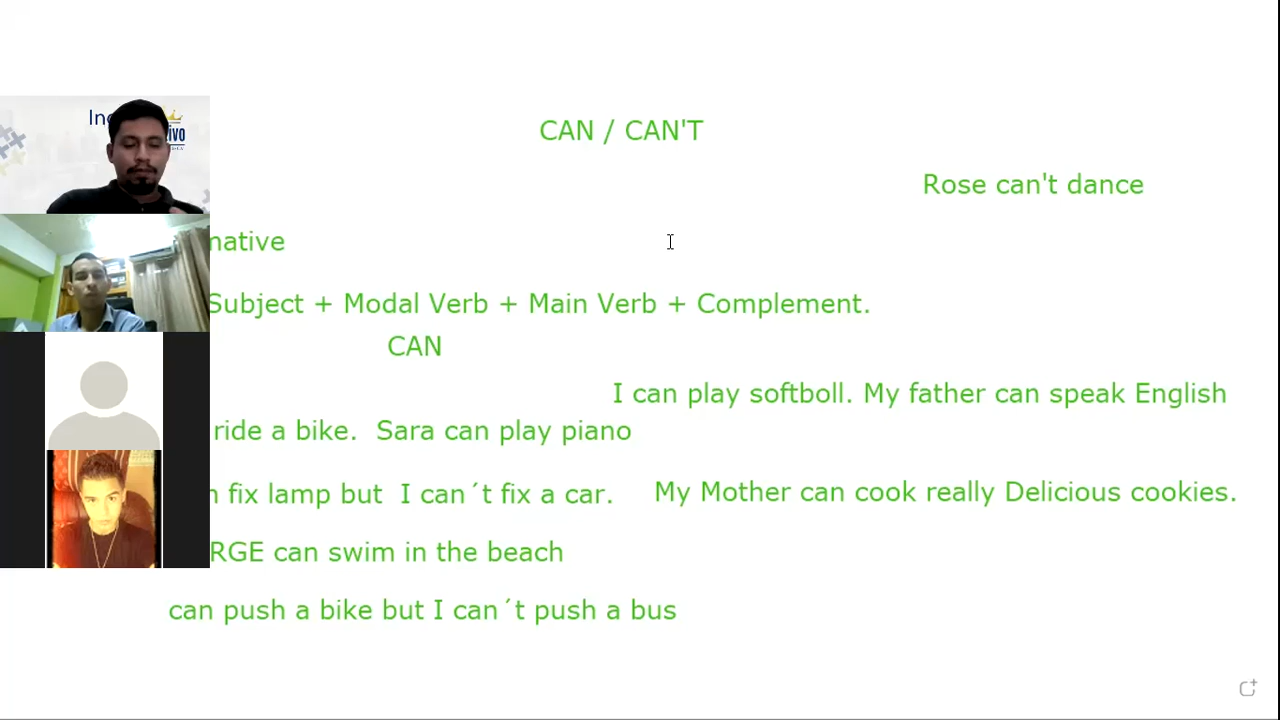 CAN / CAN'T
Rose can't dance
Subject + Modal Verb + Main Verb + Complement.
CAN
I can play softboll. My father can speak English
ride a bike. Sara can play piano
fix lamp but I can´t fix a car. My Mother can cook really Delicious cookies.
can swim in the beach
can push a bike but I can´t push a bus